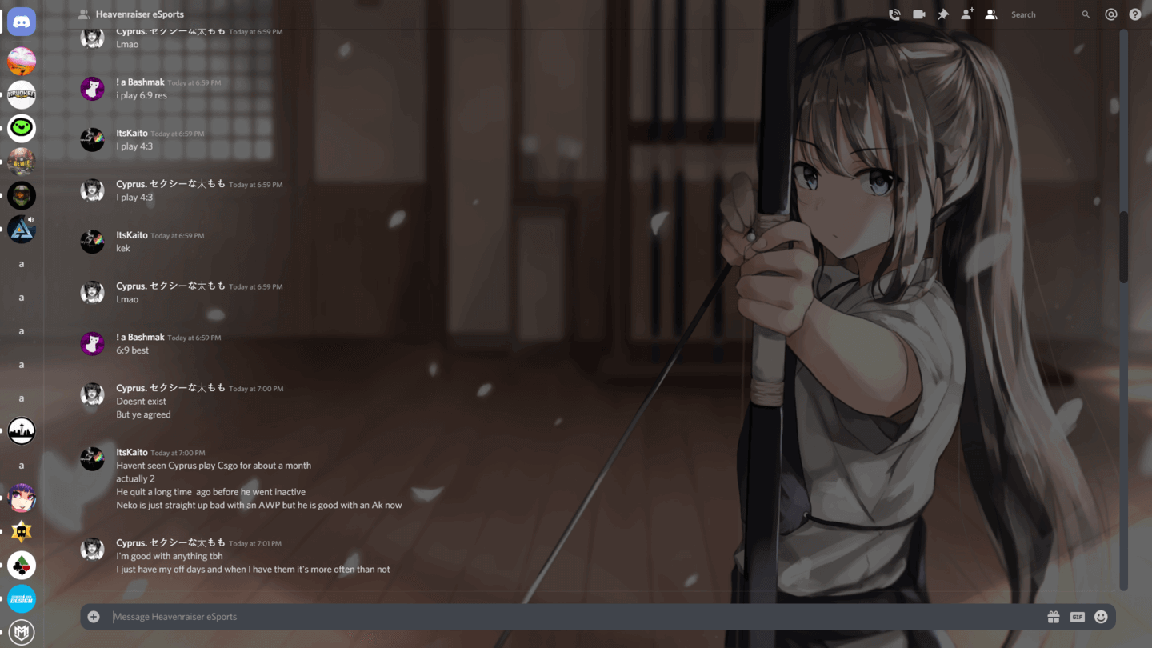 Heavenraiser eSports
Search
Cyprus. セクシーな太もも Today at 6:59 PM
Lmao
! a Bashmak Today at 6:59 PM
i play 6:9 res
ItsKaito Today at 6:59 PM
I play 4:3
Cyprus. セクシーな太もも Today at 6:59 PM
I play 4:3
ItsKaito Today at 6:59 PM
kek
Cyprus. セクシーな太もも Today at 6:59 PM
Lmao
! a Bashmak Today at 6:59 PM
6:9 best
Cyprus. セクシーな太もも Today at 7:00 PM
Doesnt exist
But ye agreed
ItsKaito Today at 7:00 PM
Havent seen Cyprus play Csgo for about a month
actually 2
He quit a long time ago before he went inactive
Neko is just straight up bad with an AWP but he is good with an Ak now
Cyprus. セクシーな太もも Today at 7:01 PM
I'm good with anything tbh
I just have my off days and when I have them it's more often than not
Message Heavenraiser eSports
GIF
a
a
a
a
a
a